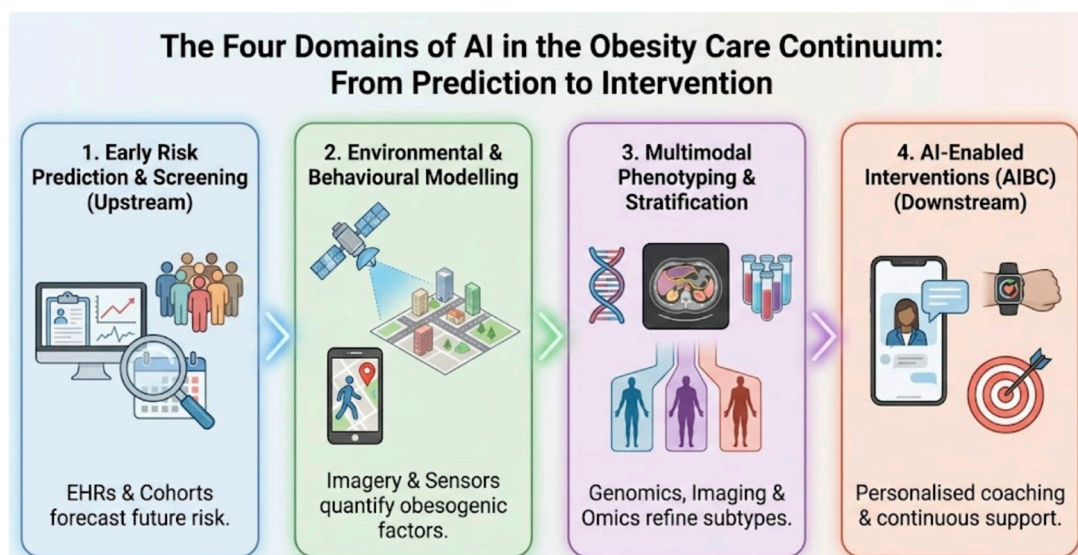 The Four Domains of AI in the Obesity Care Continuum:
From Prediction to Intervention
1. Early Risk
Prediction & Screening
(Upstream)
EHRs & Cohorts
forecast future risk.
2. Environmental &
Behavioural Modelling
Imagery & Sensors
quantify obesogenic
factors.
3. Multimodal
Phenotyping &
Stratification
Genomics, Imaging &
Omics refine subtypes.
4. AI-Enabled
Interventions (AIBC)
(Downstream)
Personalised coaching
& continuous support.